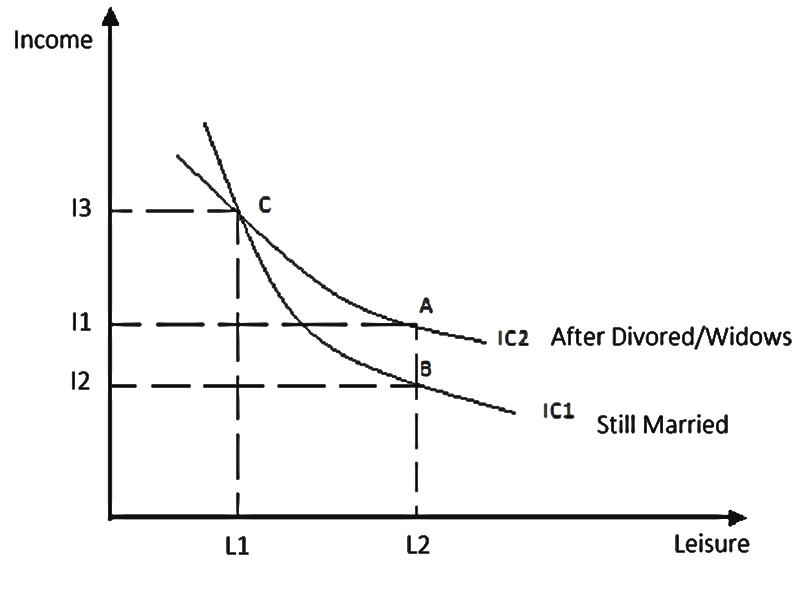 Income
I3
C
I1
A
IC2 After Divored/Widows
I2
B
IC1
Still Married
L1
L2
Leisure